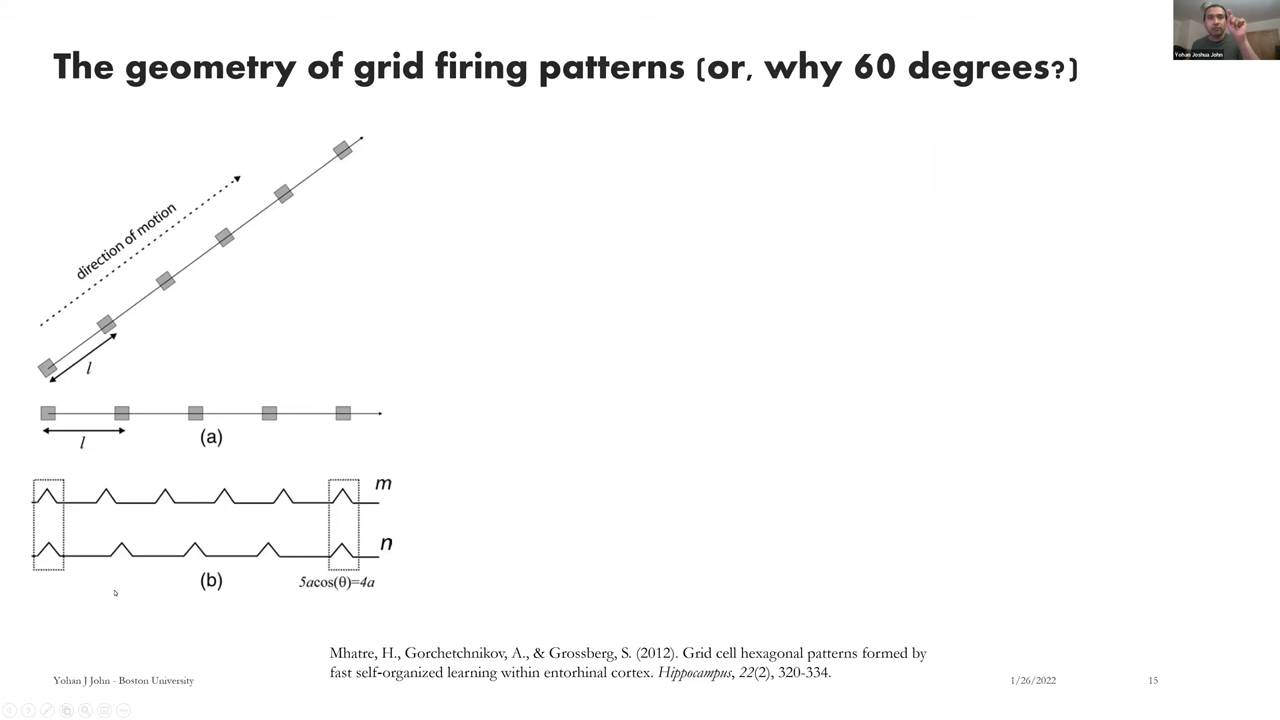 The geometry of grid firing patterns (or, why 60 degrees?)
Yohan Joshua John
direction of motion
l
l
(a)
m
n
(b)
5acos(θ)=4a
Mhatre, H., Gorchetchnikov, A., & Grossberg, S. (2012). Grid cell hexagonal patterns formed by
fast self-organized learning within entorhinal cortex. Hippocampus, 22(2), 320-334.
Yohan J John - Boston University
1/26/2022
15